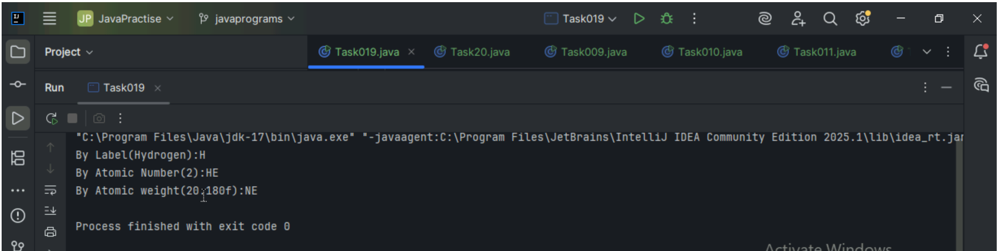 JP JavaPractise javaprograms Task019
Project Task019.java Task20.java Task009.java Task010.java Task011.java
Run Task019
"C:\Program Files\Java\jdk-17\bin\java.exe" "-javaagent:C:\Program Files\JetBrains\IntelliJ IDEA Community Edition 2025.1\lib\idea_rt.jar
By Label(Hydrogen):H
By Atomic Number(2):HE
By Atomic weight(20.180f):NE
Process finished with exit code 0
Activate Windows